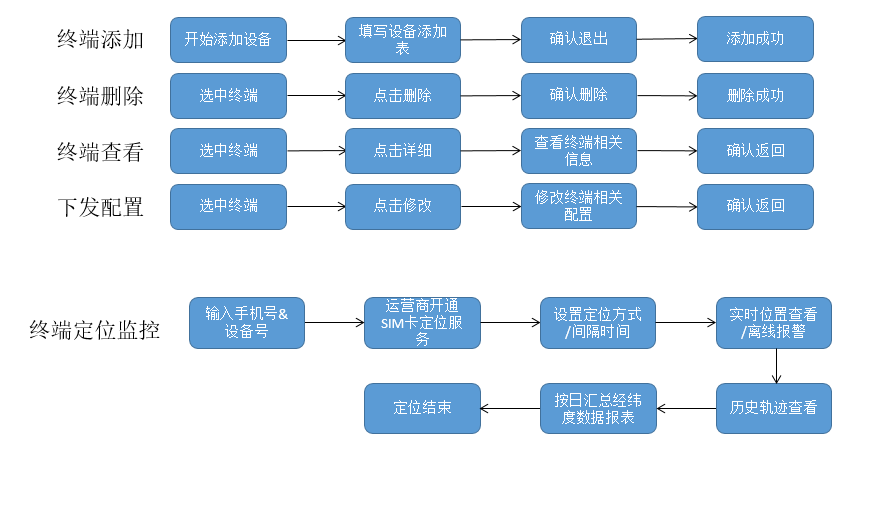 终端添加
开始添加设备
填写设备添加
表
确认退出
添加成功
终端删除
选中终端
点击删除
确认删除
删除成功
终端查看
选中终端
点击详细
查看终端相关
信息
确认返回
下发配置
选中终端
点击修改
修改终端相关
配置
确认返回
终端定位监控
输入手机号&
设备号
运营商开通
SIM卡定位服
务
设置定位方式
/间隔时间
实时位置查看
/离线报警
历史轨迹查看
按日汇总经纬
度数据报表
定位结束